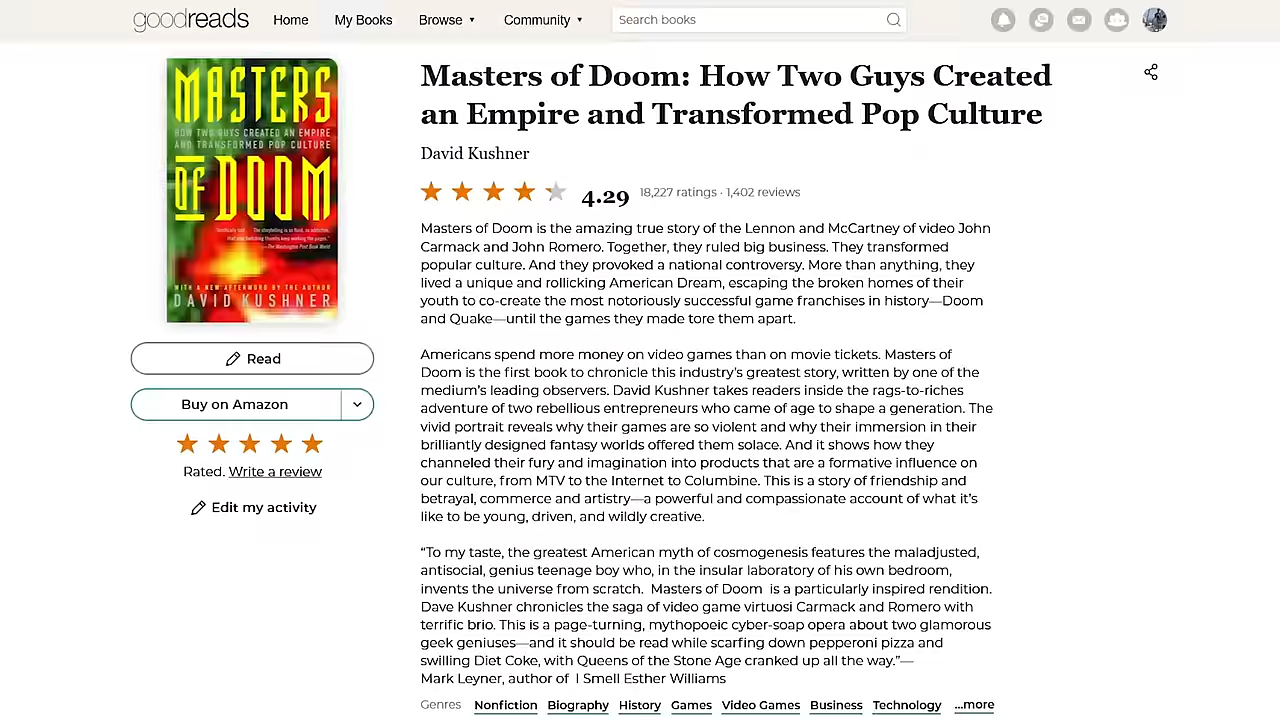 goodreads Home My Books Browse ▼ Community ▼ Search books
MASTERS
HOW TWO GUYS CREATED AN EMPIRE
AND TRANSFORMED POP CULTURE
OF DOOM
—The Washington Post Book World
WITH A NEW AFTERWORD BY THE AUTHOR
DAVID KUSHNER
Read
Buy on Amazon
Rated. Write a review
Edit my activity
Masters of Doom: How Two Guys Created
an Empire and Transformed Pop Culture
David Kushner
4.29 18,227 ratings · 1,402 reviews
Masters of Doom is the amazing true story of the Lennon and McCartney of video John
Carmack and John Romero. Together, they ruled big business. They transformed
popular culture. And they provoked a national controversy. More than anything, they
lived a unique and rollicking American Dream, escaping the broken homes of their
youth to co-create the most notoriously successful game franchises in history—Doom
and Quake—until the games they made tore them apart.
Americans spend more money on video games than on movie tickets. Masters of
Doom is the first book to chronicle this industry's greatest story, written by one of the
medium's leading observers. David Kushner takes readers inside the rags-to-riches
adventure of two rebellious entrepreneurs who came of age to shape a generation. The
vivid portrait reveals why their games are so violent and why their immersion in their
brilliantly designed fantasy worlds offered them solace. And it shows how they
channeled their fury and imagination into products that are a formative influence on
our culture, from MTV to the Internet to Columbine. This is a story of friendship and
betrayal, commerce and artistry—a powerful and compassionate account of what it's
like to be young, driven, and wildly creative.
“To my taste, the greatest American myth of cosmogenesis features the maladjusted,
antisocial, genius teenage boy who, in the insular laboratory of his own bedroom,
invents the universe from scratch. Masters of Doom is a particularly inspired rendition.
Dave Kushner chronicles the saga of video game virtuosi Carmack and Romero with
terrific brio. This is a page-turning, mythopoeic cyber-soap opera about two glamorous
geek geniuses—and it should be read while scarfing down pepperoni pizza and
swilling Diet Coke, with Queens of the Stone Age cranked up all the way.”—
Mark Leyner, author of I Smell Esther Williams
Genres Nonfiction Biography History Games Video Games Business Technology ...more